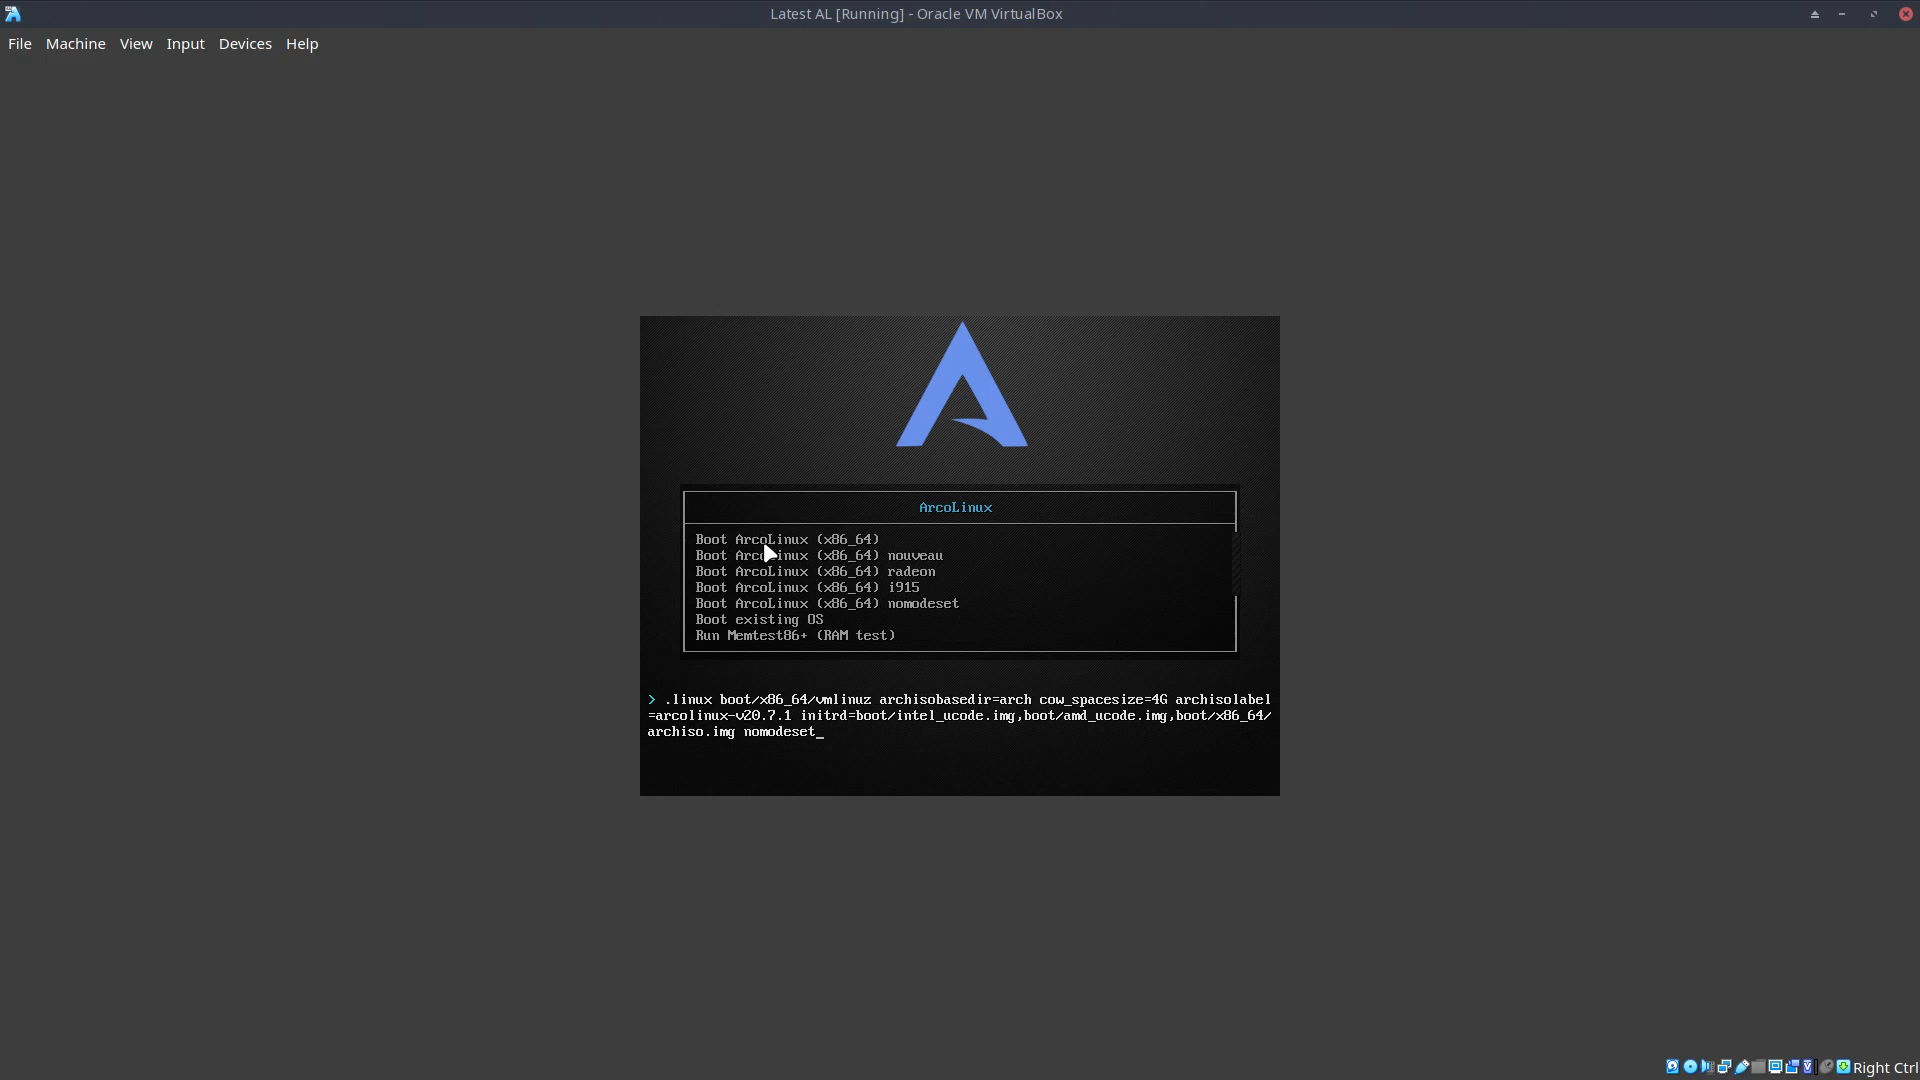 Latest AL [Running] - Oracle VM VirtualBox
File Machine View Input Devices Help
ArcoLinux
Boot ArcoLinux (x86_64)
Boot ArcoLinux (x86_64) nouveau
Boot ArcoLinux (x86_64) radeon
Boot ArcoLinux (x86_64) i915
Boot ArcoLinux (x86_64) nomodeset
Boot existing OS
Run Memtest86+ (RAM test)
> .linux boot/x86_64/vmlinuz archisobasedir=arch cow_spacesize=4G archisolabel
=arcolinux-v20.7.1 initrd=boot/intel_ucode.img,boot/amd_ucode.img,boot/x86_64/
archiso.img nomodeset_
Right Ctrl